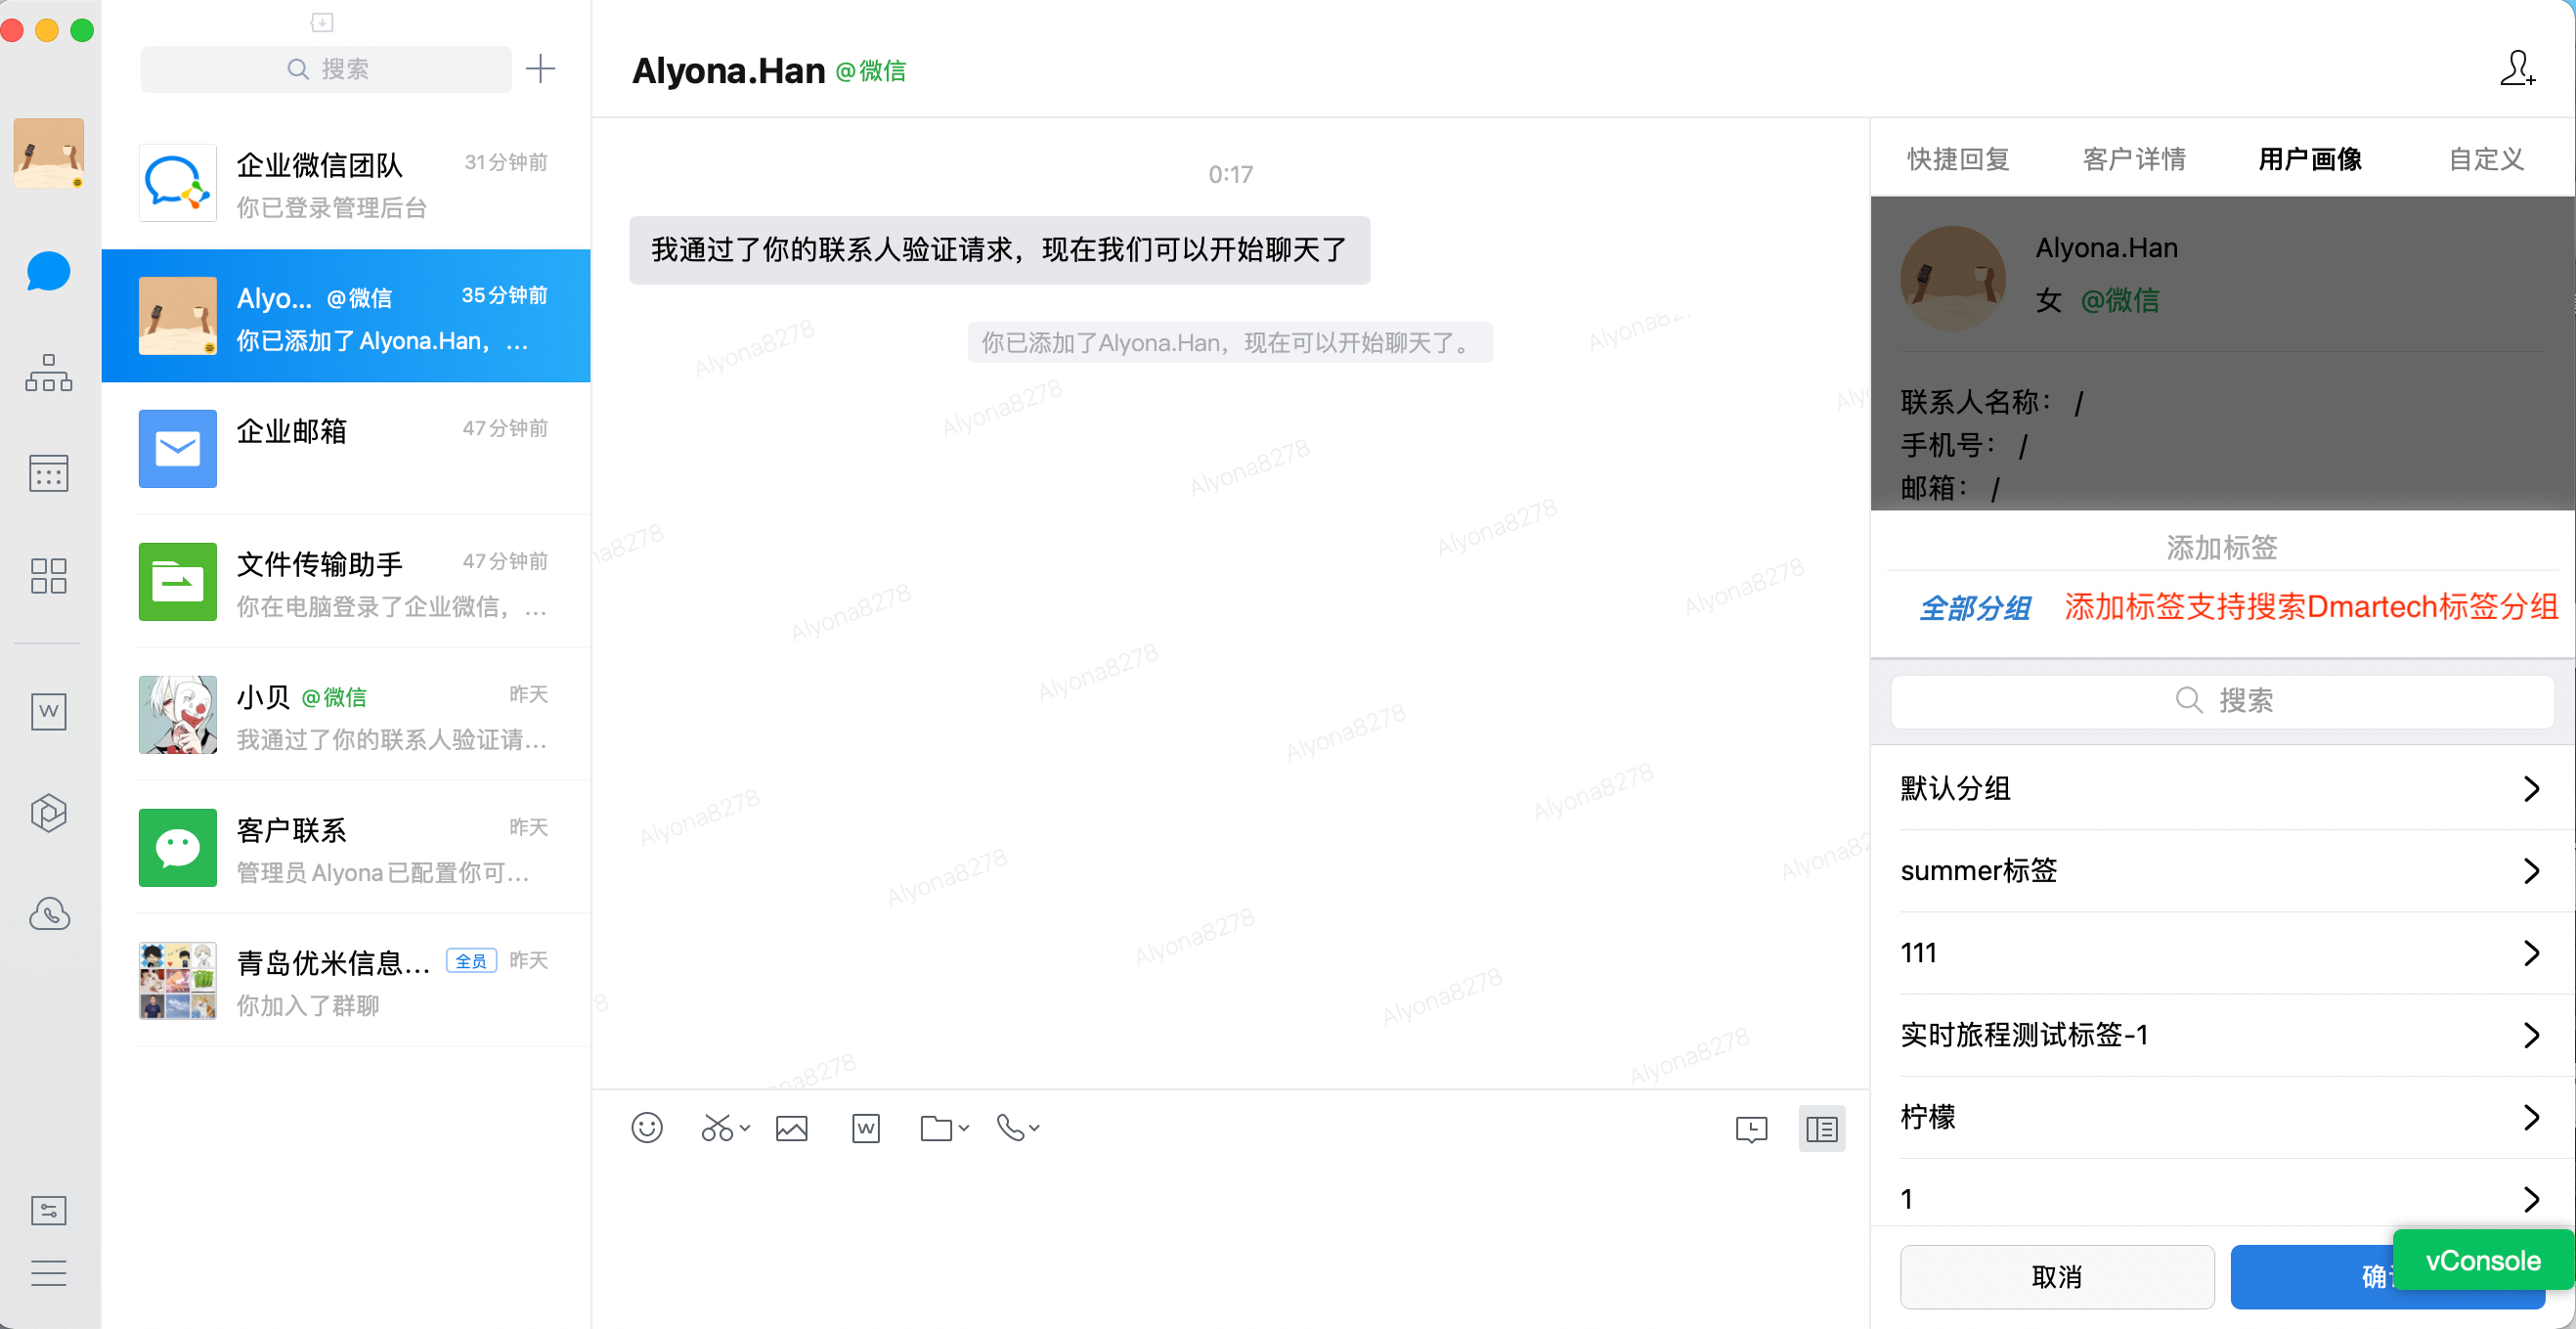 搜索
企业微信团队 31分钟前
你已登录管理后台
Alyo... @微信 35分钟前
你已添加了Alyona.Han，...
企业邮箱 47分钟前
文件传输助手 47分钟前
你在电脑登录了企业微信，...
小贝 @微信 昨天
我通过了你的联系人验证请...
客户联系 昨天
管理员Alyona已配置你可...
青岛优米信息... 全员 昨天
你加入了群聊
Alyona.Han @微信
0:17
我通过了你的联系人验证请求，现在我们可以开始聊天了
你已添加了Alyona.Han，现在可以开始聊天了。
Alyona8278
快捷回复 客户详情 用户画像 自定义
Alyona.Han
女 @微信
联系人名称： /
手机号： /
邮箱： /
添加标签
全部分组 添加标签支持搜索Dmartech标签分组
搜索
默认分组
summer标签
111
实时旅程测试标签-1
柠檬
1
取消 确
vConsole